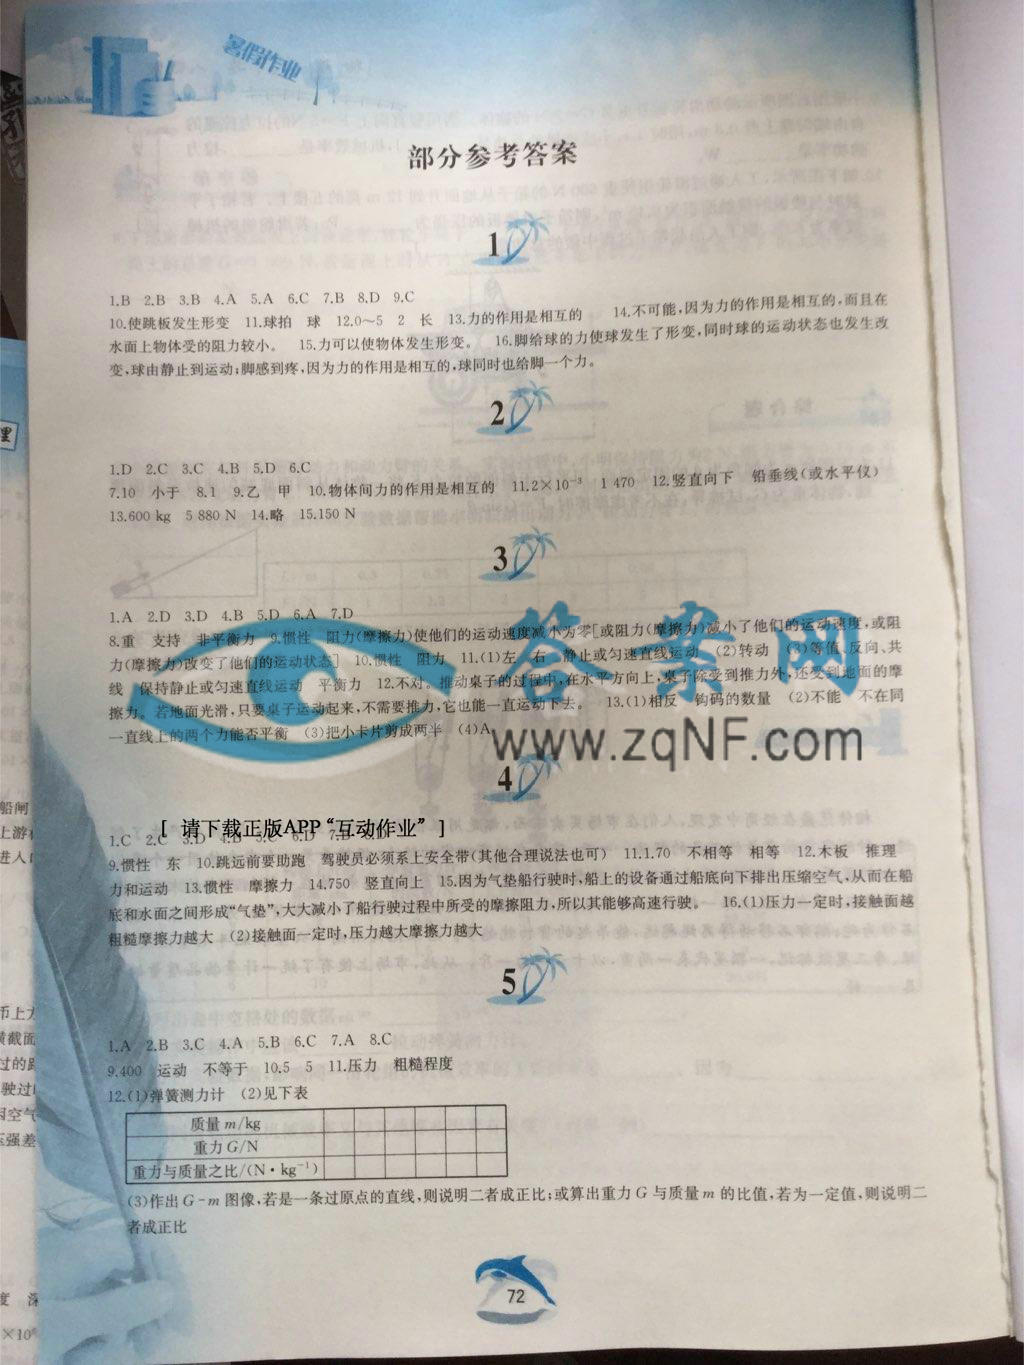 暑假作业
部分参考答案
1
1.B 2.B 3.B 4.A 5.A 6.C 7.B 8.D 9.C
10.使跳板发生形变 11.球拍 球 12.0～5 2 长 13.力的作用是相互的 14.不可能,因为力的作用是相互的,而且在
水面上物体受的阻力较小。 15.力可以使物体发生形变。 16.脚给球的力使球发生了形变,同时球的运动状态也发生改
变,球由静止到运动;脚感到疼,因为力的作用是相互的,球同时也给脚一个力。
2
1.D 2.C 3.C 4.B 5.D 6.C
7.10 小于 8.1 9.乙 甲 10.物体间力的作用是相互的 11.2×10⁻³ 1 470 12.竖直向下 铅垂线(或水平仪)
13.600 kg 5 880 N 14.略 15.150 N
3
1.A 2.D 3.D 4.B 5.D 6.A 7.D
8.重 支持 非平衡力 9.惯性 阻力(摩擦力)使他们的运动速度减小为零[或阻力(摩擦力)减小了他们的运动速度,或阻
力(摩擦力)改变了他们的运动状态] 10.惯性 阻力 11.(1)左 右 静止或匀速直线运动 (2)转动 (3)等值、反向、共
线 保持静止或匀速直线运动 平衡力 12.不对。推动桌子的过程中,在水平方向上,桌子除受到推力外,还受到地面的摩
擦力。若地面光滑,只要桌子运动起来,不需要推力,它也能一直运动下去。 13.(1)相反 钩码的数量 (2)不能 不在同
一直线上的两个力能否平衡 (3)把小卡片剪成两半 (4)A
答案网
www.zqNF.com
4
[ 请下载正版APP“互动作业” ]
1.C 2.C 3.D 4.B 5.C 6.D 7.B
9.惯性 东 10.跳远前要助跑 驾驶员必须系上安全带(其他合理说法也可) 11.1.70 不相等 相等 12.木板 推理
力和运动 13.惯性 摩擦力 14.750 竖直向上 15.因为气垫船行驶时,船上的设备通过船底向下排出压缩空气,从而在船
底和水面之间形成“气垫”,大大减小了船行驶过程中所受的摩擦阻力,所以其能够高速行驶。 16.(1)压力一定时,接触面越
粗糙摩擦力越大 (2)接触面一定时,压力越大摩擦力越大
5
1.A 2.B 3.C 4.A 5.B 6.C 7.A 8.C
9.400 运动 不等于 10.5 5 11.压力 粗糙程度
12.(1)弹簧测力计 (2)见下表
质量 m/kg
重力 G/N
重力与质量之比/(N·kg⁻¹)
(3)作出 G-m 图像,若是一条过原点的直线,则说明二者成正比;或算出重力 G 与质量 m 的比值,若为一定值,则说明二
者成正比
72